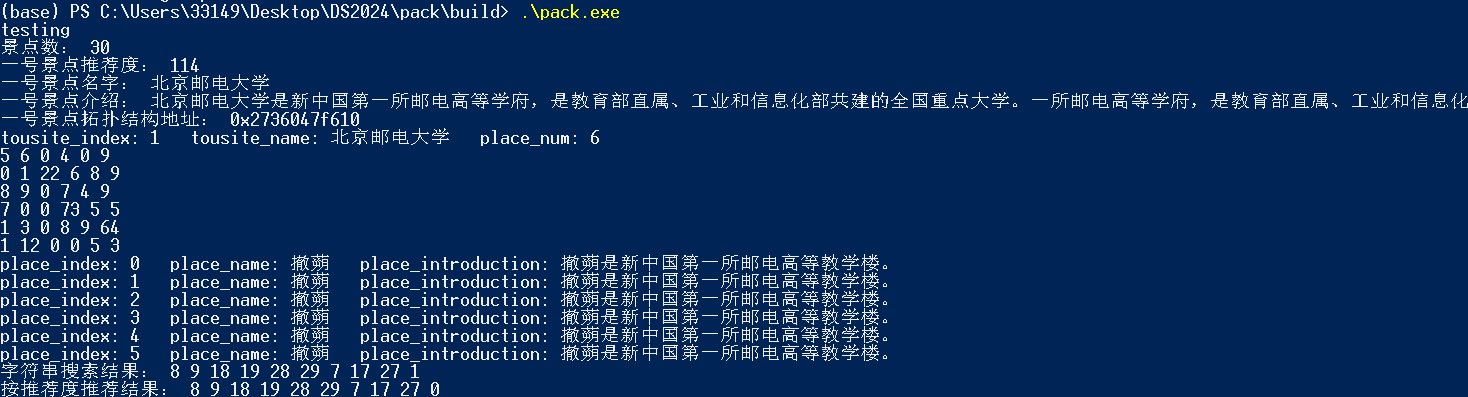 (base) PS C:\Users\33149\Desktop\DS2024\pack\build> .\pack.exe
testing
景点数： 30
一号景点推荐度： 114
一号景点名字： 北京邮电大学
一号景点介绍： 北京邮电大学是新中国第一所邮电高等学府，是教育部直属、工业和信息化部共建的全国重点大学。一所邮电高等学府，是教育部直属、工业和信息化
一号景点拓扑结构地址： 0x2736047f610
tousite_index: 1   tousite_name: 北京邮电大学   place_num: 6
5 6 0 4 0 9
0 1 22 6 8 9
8 9 0 7 4 9
7 0 0 73 5 5
1 3 0 8 9 64
1 12 0 0 5 3
place_index: 0   place_name: 撤蒴   place_introduction: 撤蒴是新中国第一所邮电高等教学楼。
place_index: 1   place_name: 撤蒴   place_introduction: 撤蒴是新中国第一所邮电高等教学楼。
place_index: 2   place_name: 撤蒴   place_introduction: 撤蒴是新中国第一所邮电高等教学楼。
place_index: 3   place_name: 撤蒴   place_introduction: 撤蒴是新中国第一所邮电高等教学楼。
place_index: 4   place_name: 撤蒴   place_introduction: 撤蒴是新中国第一所邮电高等教学楼。
place_index: 5   place_name: 撤蒴   place_introduction: 撤蒴是新中国第一所邮电高等教学楼。
字符串搜索结果： 8 9 18 19 28 29 7 17 27 1
按推荐度推荐结果： 8 9 18 19 28 29 7 17 27 0